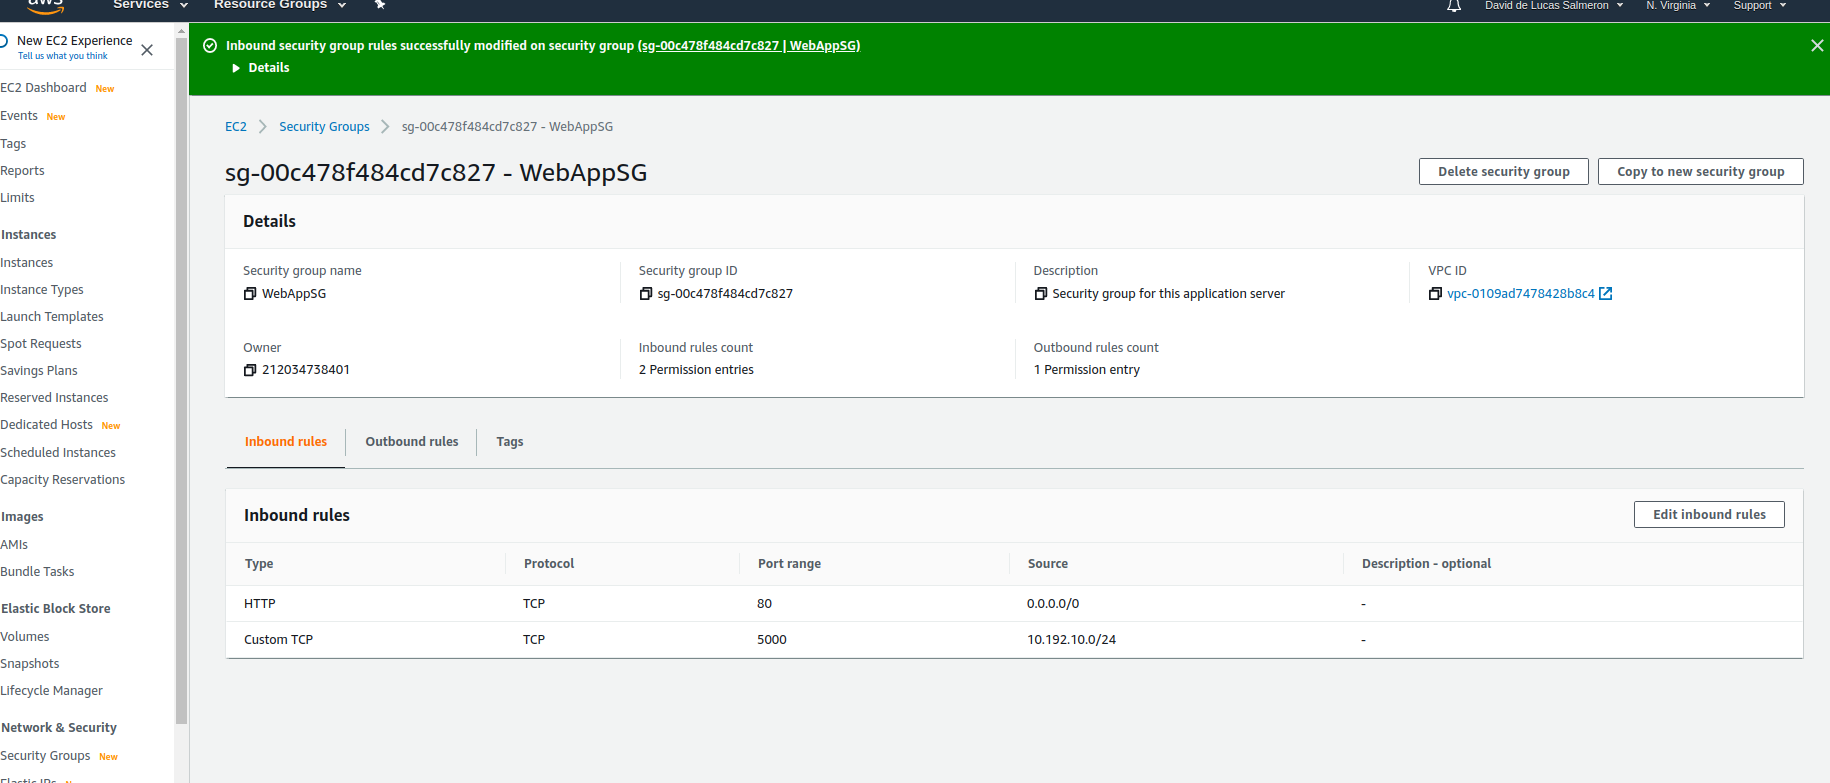 aws
Services
Resource Groups
David de Lucas Salmeron
N. Virginia
Support
New EC2 Experience
Tell us what you think
EC2 Dashboard New
Events New
Tags
Reports
Limits
Instances
Instances
Instance Types
Launch Templates
Spot Requests
Savings Plans
Reserved Instances
Dedicated Hosts New
Scheduled Instances
Capacity Reservations
Images
AMIs
Bundle Tasks
Elastic Block Store
Volumes
Snapshots
Lifecycle Manager
Network & Security
Security Groups New
Elastic IPs
Inbound security group rules successfully modified on security group (sg-00c478f484cd7c827 | WebAppSG)
Details
EC2 Security Groups sg-00c478f484cd7c827 - WebAppSG
sg-00c478f484cd7c827 - WebAppSG
Delete security group
Copy to new security group
Details
Security group name Security group ID Description VPC ID
WebAppSG sg-00c478f484cd7c827 Security group for this application server vpc-0109ad7478428b8c4
Owner Inbound rules count Outbound rules count
212034738401 2 Permission entries 1 Permission entry
Inbound rules Outbound rules Tags
Inbound rules
Edit inbound rules
Type Protocol Port range Source Description - optional
HTTP TCP 80 0.0.0.0/0 -
Custom TCP TCP 5000 10.192.10.0/24 -